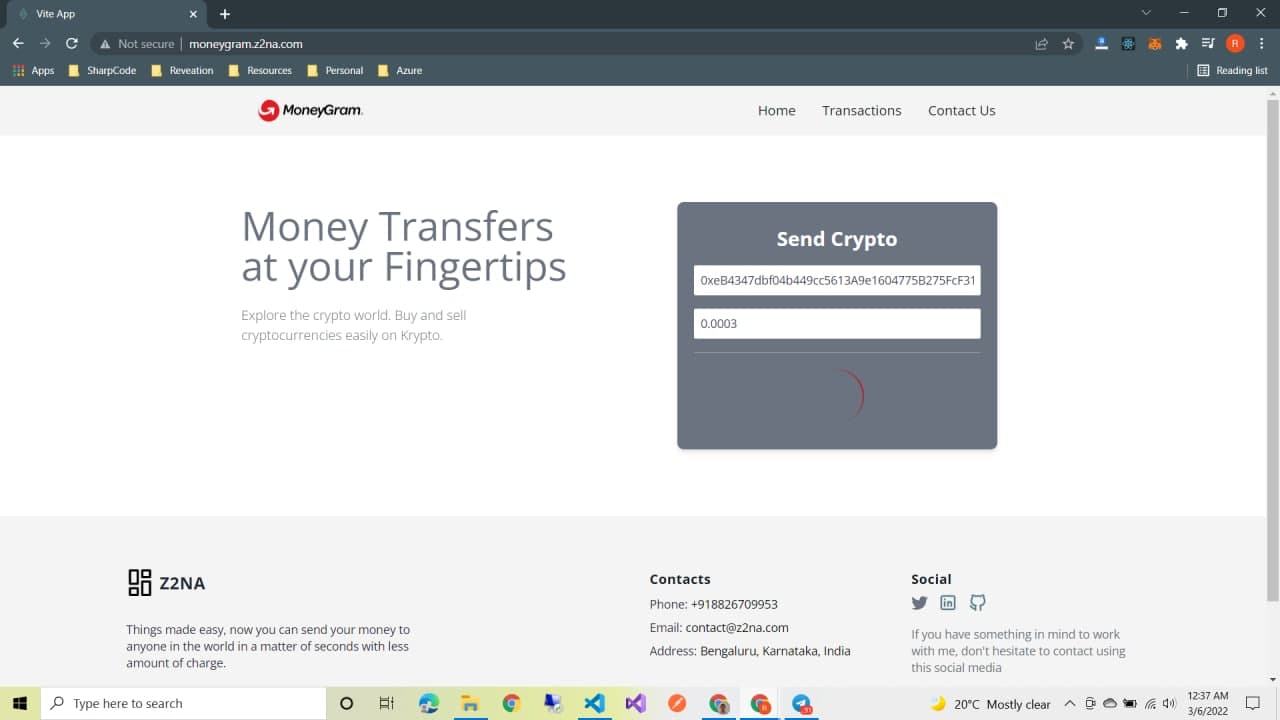 Vite App
Not secure
moneygram.z2na.com
Apps
SharpCode
Reveation
Resources
Personal
Azure
Reading list
MoneyGram.
Home
Transactions
Contact Us
Money Transfers
at your Fingertips
Explore the crypto world. Buy and sell
cryptocurrencies easily on Krypto.
Send Crypto
0xeB4347dbf04b449cc5613A9e1604775B275FcF31
0.0003
Z2NA
Things made easy, now you can send your money to
anyone in the world in a matter of seconds with less
amount of charge.
Contacts
Phone: +918826709953
Email: contact@z2na.com
Address: Bengaluru, Karnataka, India
Social
If you have something in mind to work
with me, don't hesitate to contact using
this social media
Type here to search
20°C Mostly clear
12:37 AM
3/6/2022